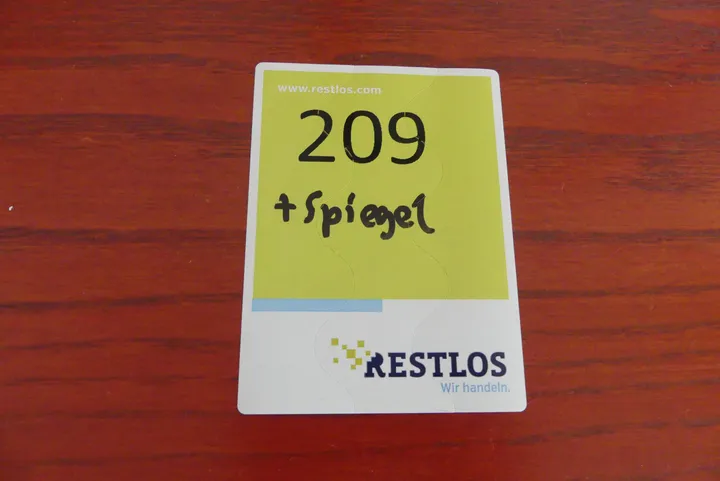 www.restlos.com
209
+Spiegel
RESTLOS
Wir handeln.